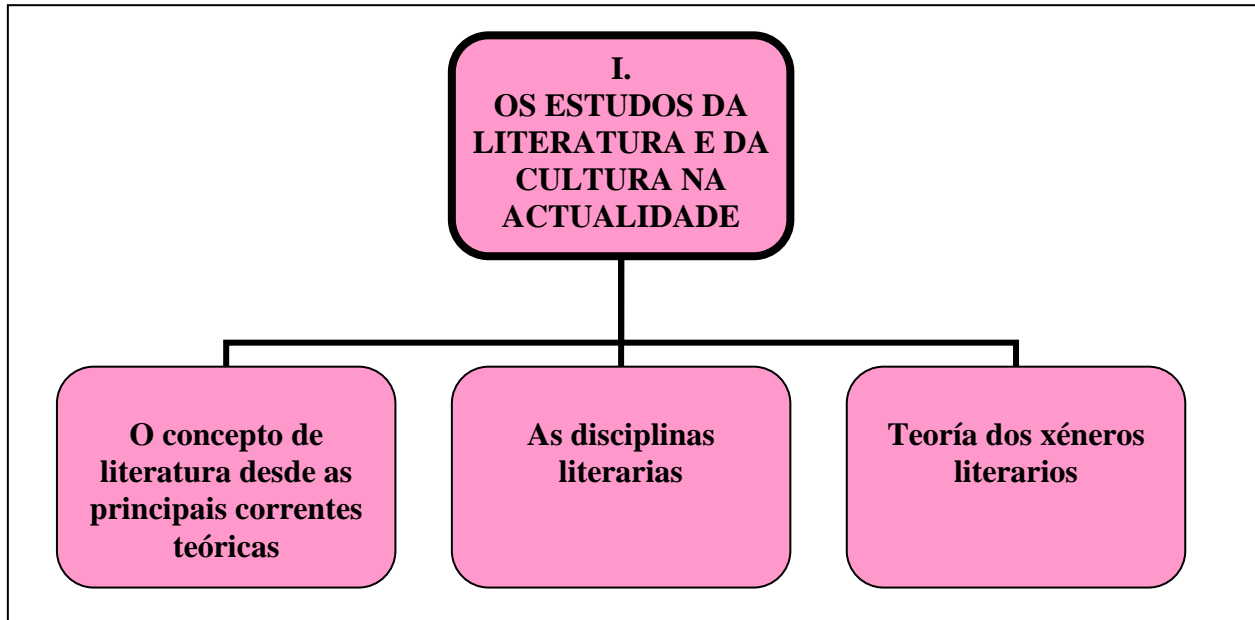 I.
OS ESTUDOS DA
LITERATURA E DA
CULTURA NA
ACTUALIDADE
O concepto de
literatura desde as
principais correntes
teóricas
As disciplinas
literarias
Teoría dos xéneros
literarios